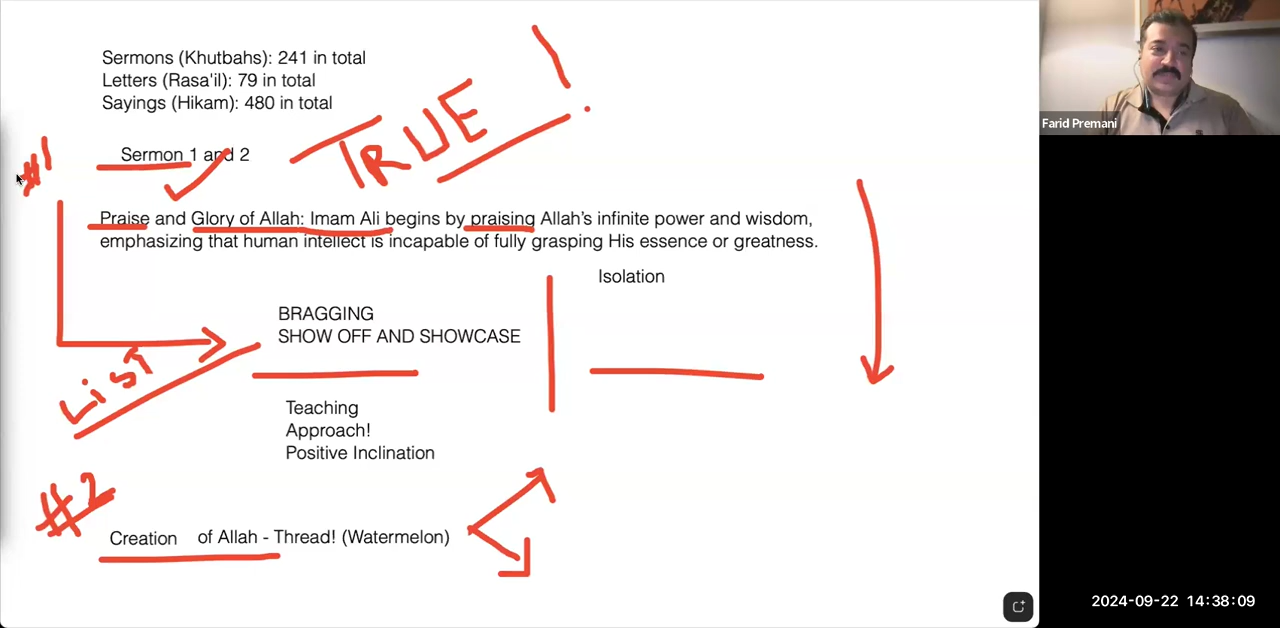 Sermons (Khutbahs): 241 in total
Letters (Rasa'il): 79 in total
Sayings (Hikam): 480 in total
TRUE!
#1
Sermon 1 and 2
Praise and Glory of Allah: Imam Ali begins by praising Allah's infinite power and wisdom,
emphasizing that human intellect is incapable of fully grasping His essence or greatness.
Isolation
BRAGGING
SHOW OFF AND SHOWCASE
LiST
Teaching
Approach!
Positive Inclination
#2
Creation of Allah - Thread! (Watermelon)
Farid Premani
2024-09-22 14:38:09